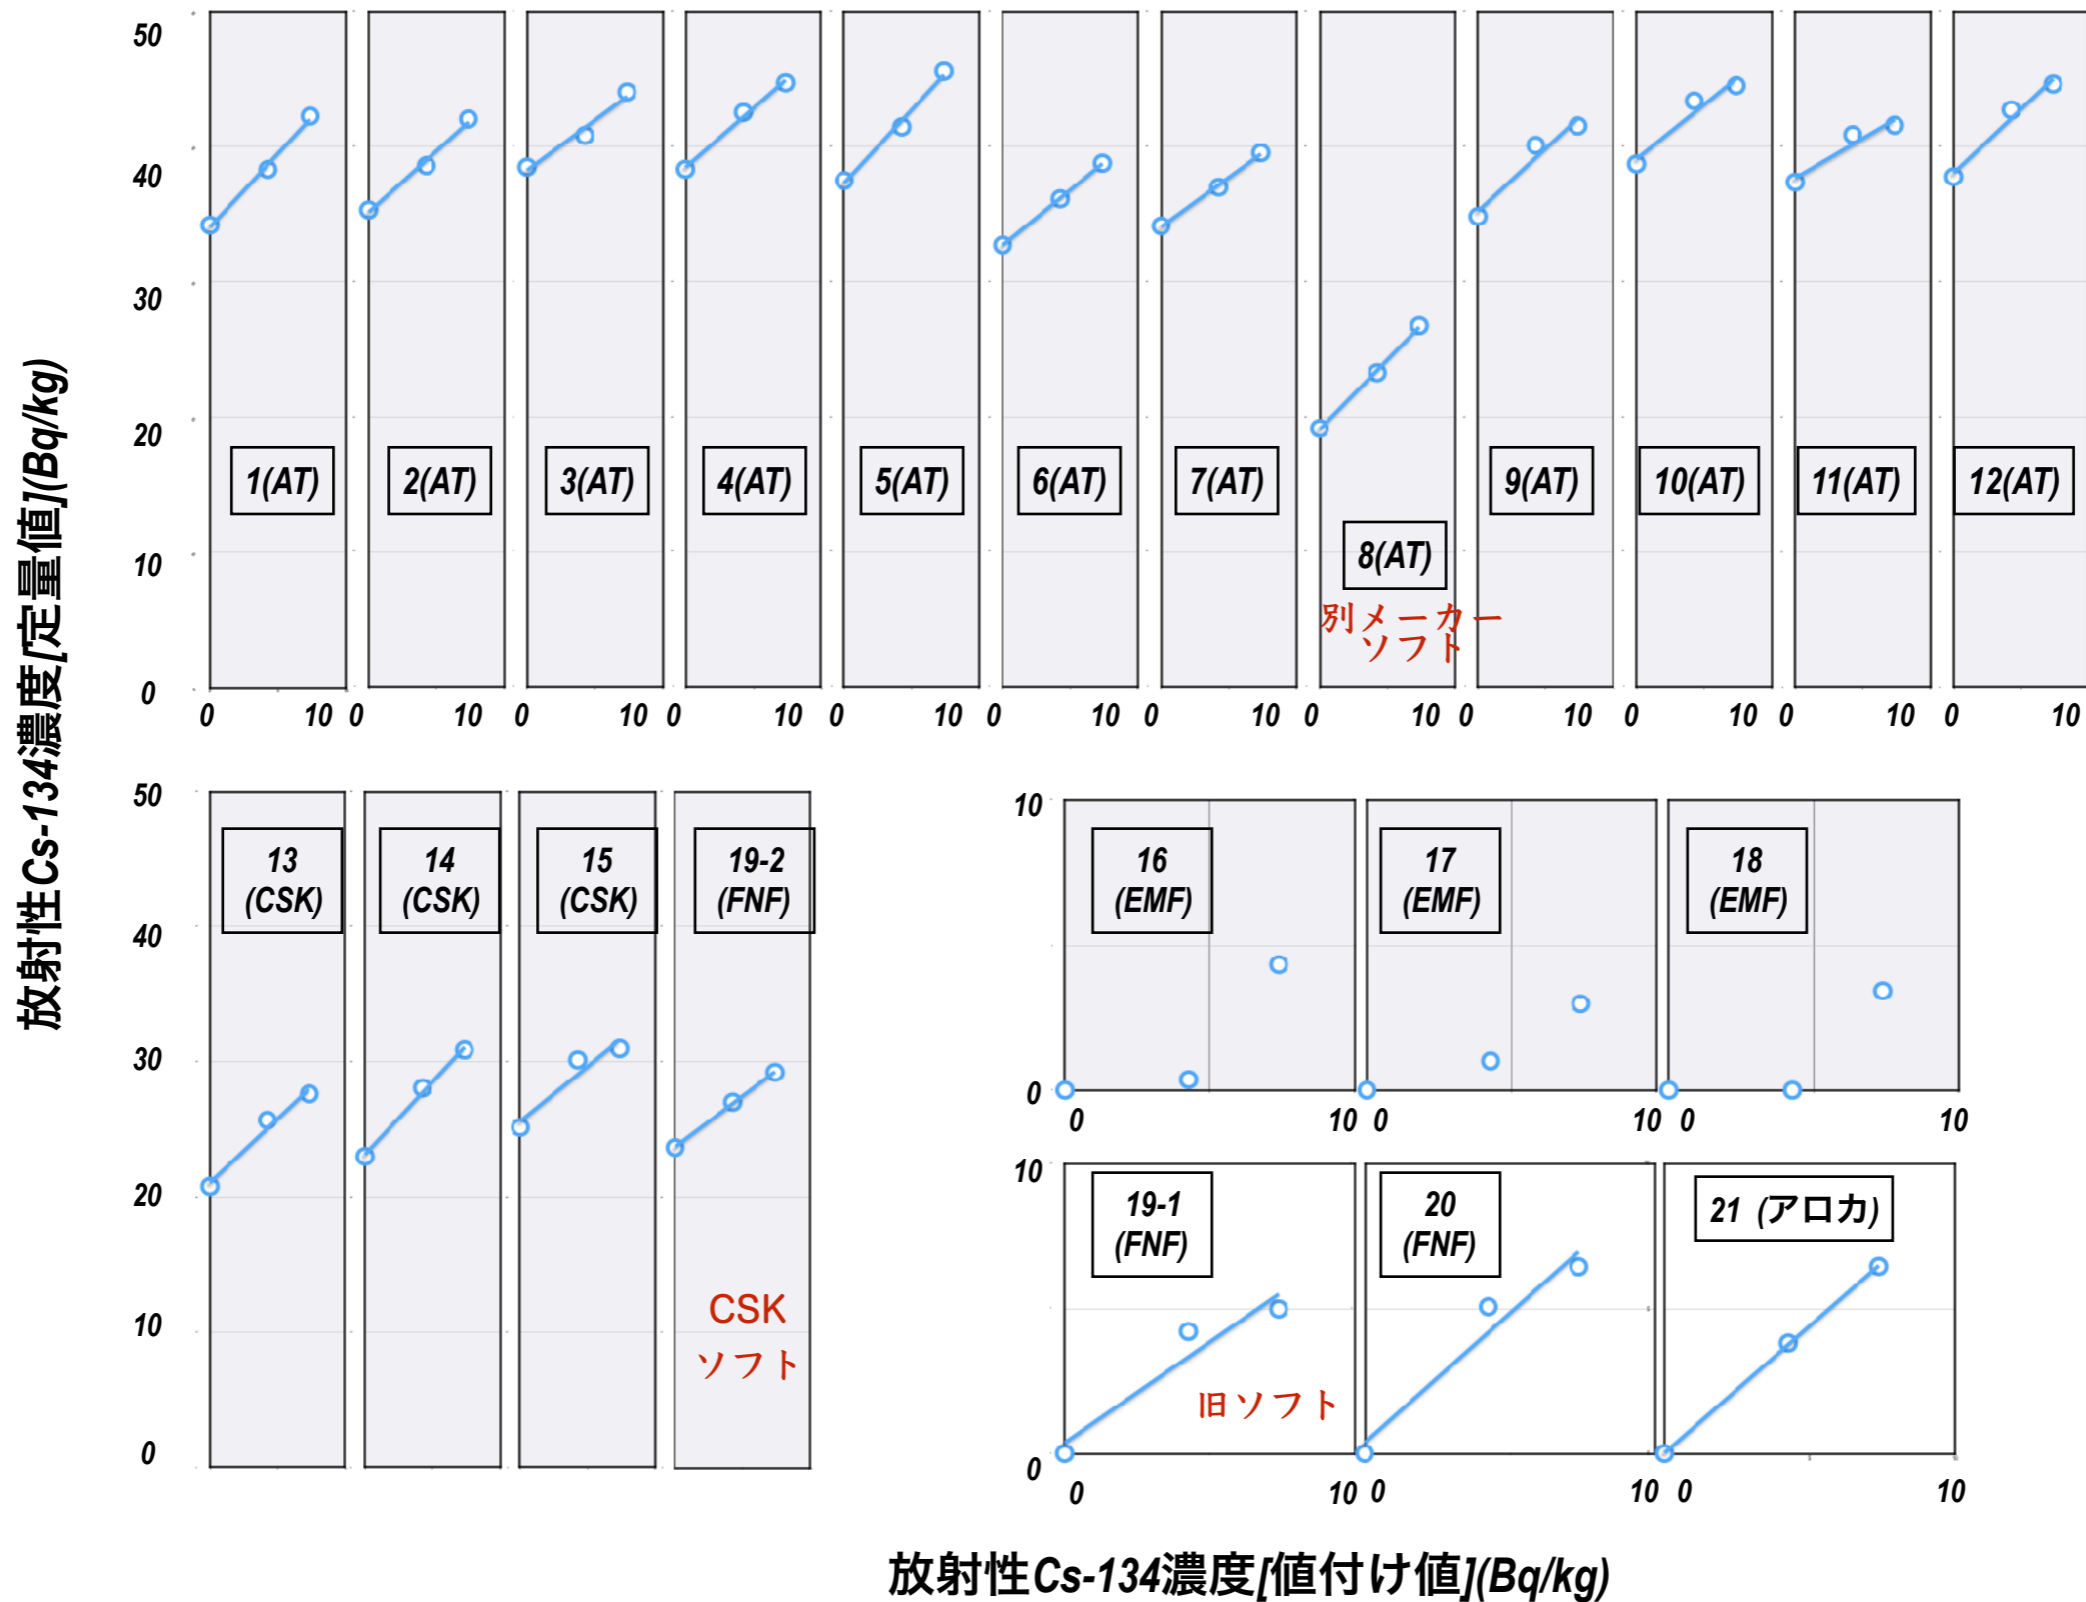 放射性Cs-134濃度[定量値](Bq/kg)
50
40
30
20
10
0
1(AT)
2(AT)
3(AT)
4(AT)
5(AT)
6(AT)
7(AT)
8(AT)
別メーカー
ソフト
9(AT)
10(AT)
11(AT)
12(AT)
0 10 0 10 0 10 0 10 0 10 0 10 0 10 0 10 0 10 0 10 0 10 0 10
50
40
30
20
10
0
13
(CSK)
14
(CSK)
15
(CSK)
19-2
(FNF)
CSK
ソフト
10
0
16
(EMF)
17
(EMF)
18
(EMF)
0 10 0 10 0 10
10
0
19-1
(FNF)
旧ソフト
20
(FNF)
21 (アロカ)
0 10 0 10 0 10
放射性Cs-134濃度[値付け値](Bq/kg)